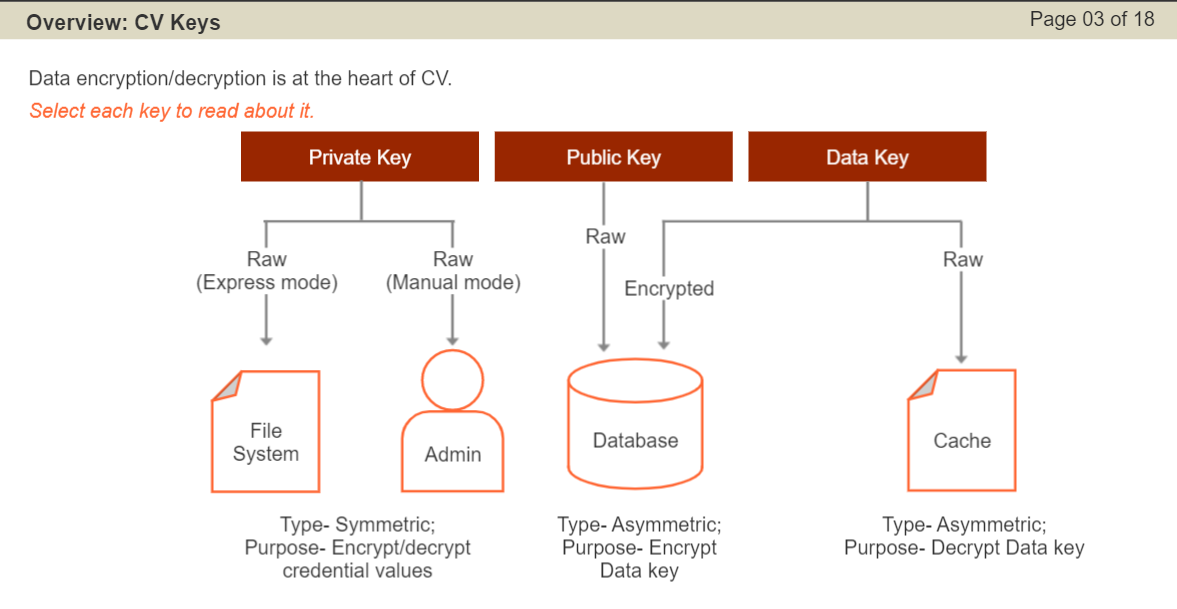 Overview: CV Keys
Page 03 of 18
Data encryption/decryption is at the heart of CV.
Select each key to read about it.
Private Key
Public Key
Data Key
Raw
(Express mode)
Raw
(Manual mode)
Raw
Encrypted
Raw
File
System
Admin
Database
Cache
Type- Symmetric;
Purpose- Encrypt/decrypt
credential values
Type- Asymmetric;
Purpose- Encrypt
Data key
Type- Asymmetric;
Purpose- Decrypt Data key